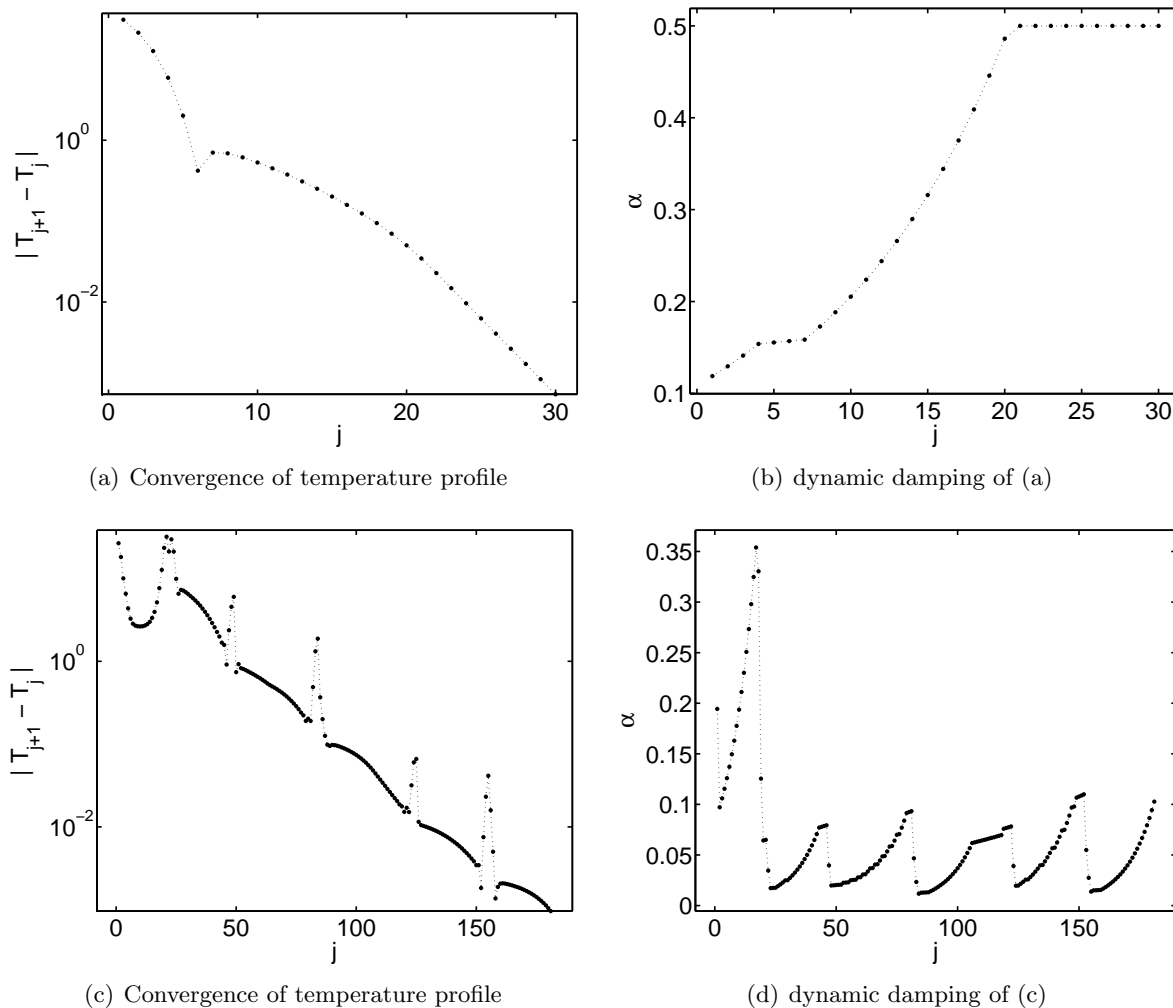 10^0
10^-2
| T_{j+1} − T_j |
0 10 20 30
j
(a) Convergence of temperature profile
0.5
0.4
0.3
0.2
0.1
α
0 5 10 15 20 25 30
j
(b) dynamic damping of (a)
10^0
10^-2
| T_{j+1} − T_j |
0 50 100 150
j
(c) Convergence of temperature profile
0.35
0.3
0.25
0.2
0.15
0.1
0.05
0
α
0 50 100 150
j
(d) dynamic damping of (c)